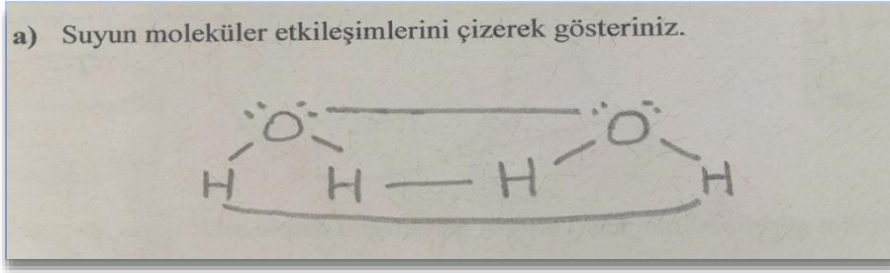 a) Suyun moleküler etkileşimlerini çizerek gösteriniz.
O O
H H H H